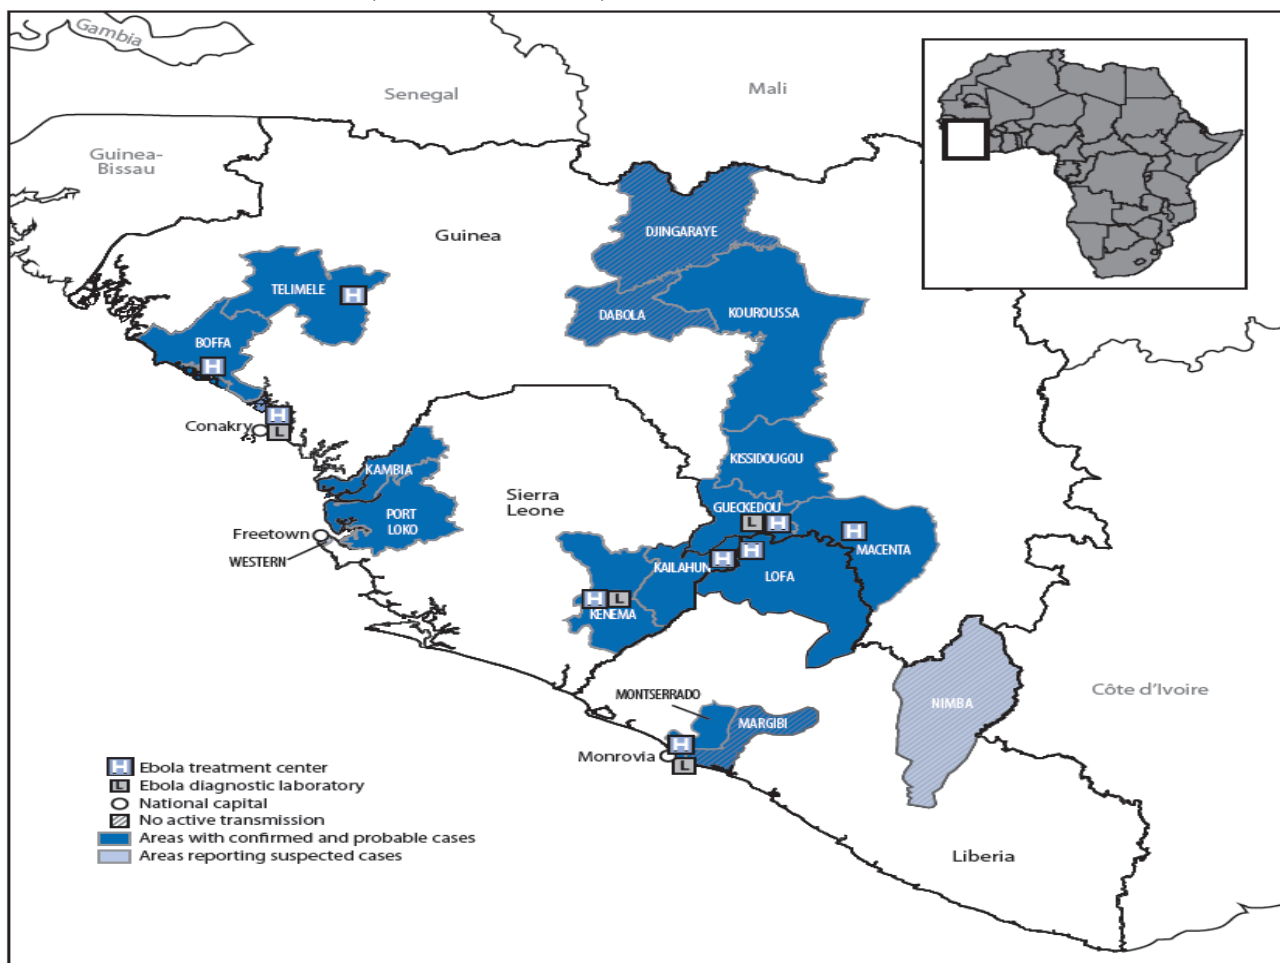 Gambia
Senegal
Mali
Guinea-
Bissau
Guinea
DJINGARAYE
TELIMELE
H
DABOLA
KOUROUSSA
BOFFA
H
H
Conakry
L
KISSIDOUGOU
KAMBIA
Sierra
Leone
GUECKEDOU
PORT
LOKO
L H
H
MACENTA
Freetown
WESTERN
H
H
KAILAHUN
LOFA
H L
KENEMA
MONTSERRADO
MARGIBI
NIMBA
Côte d'Ivoire
H
Monrovia
L
H Ebola treatment center
L Ebola diagnostic laboratory
National capital
No active transmission
Areas with confirmed and probable cases
Areas reporting suspected cases
Liberia